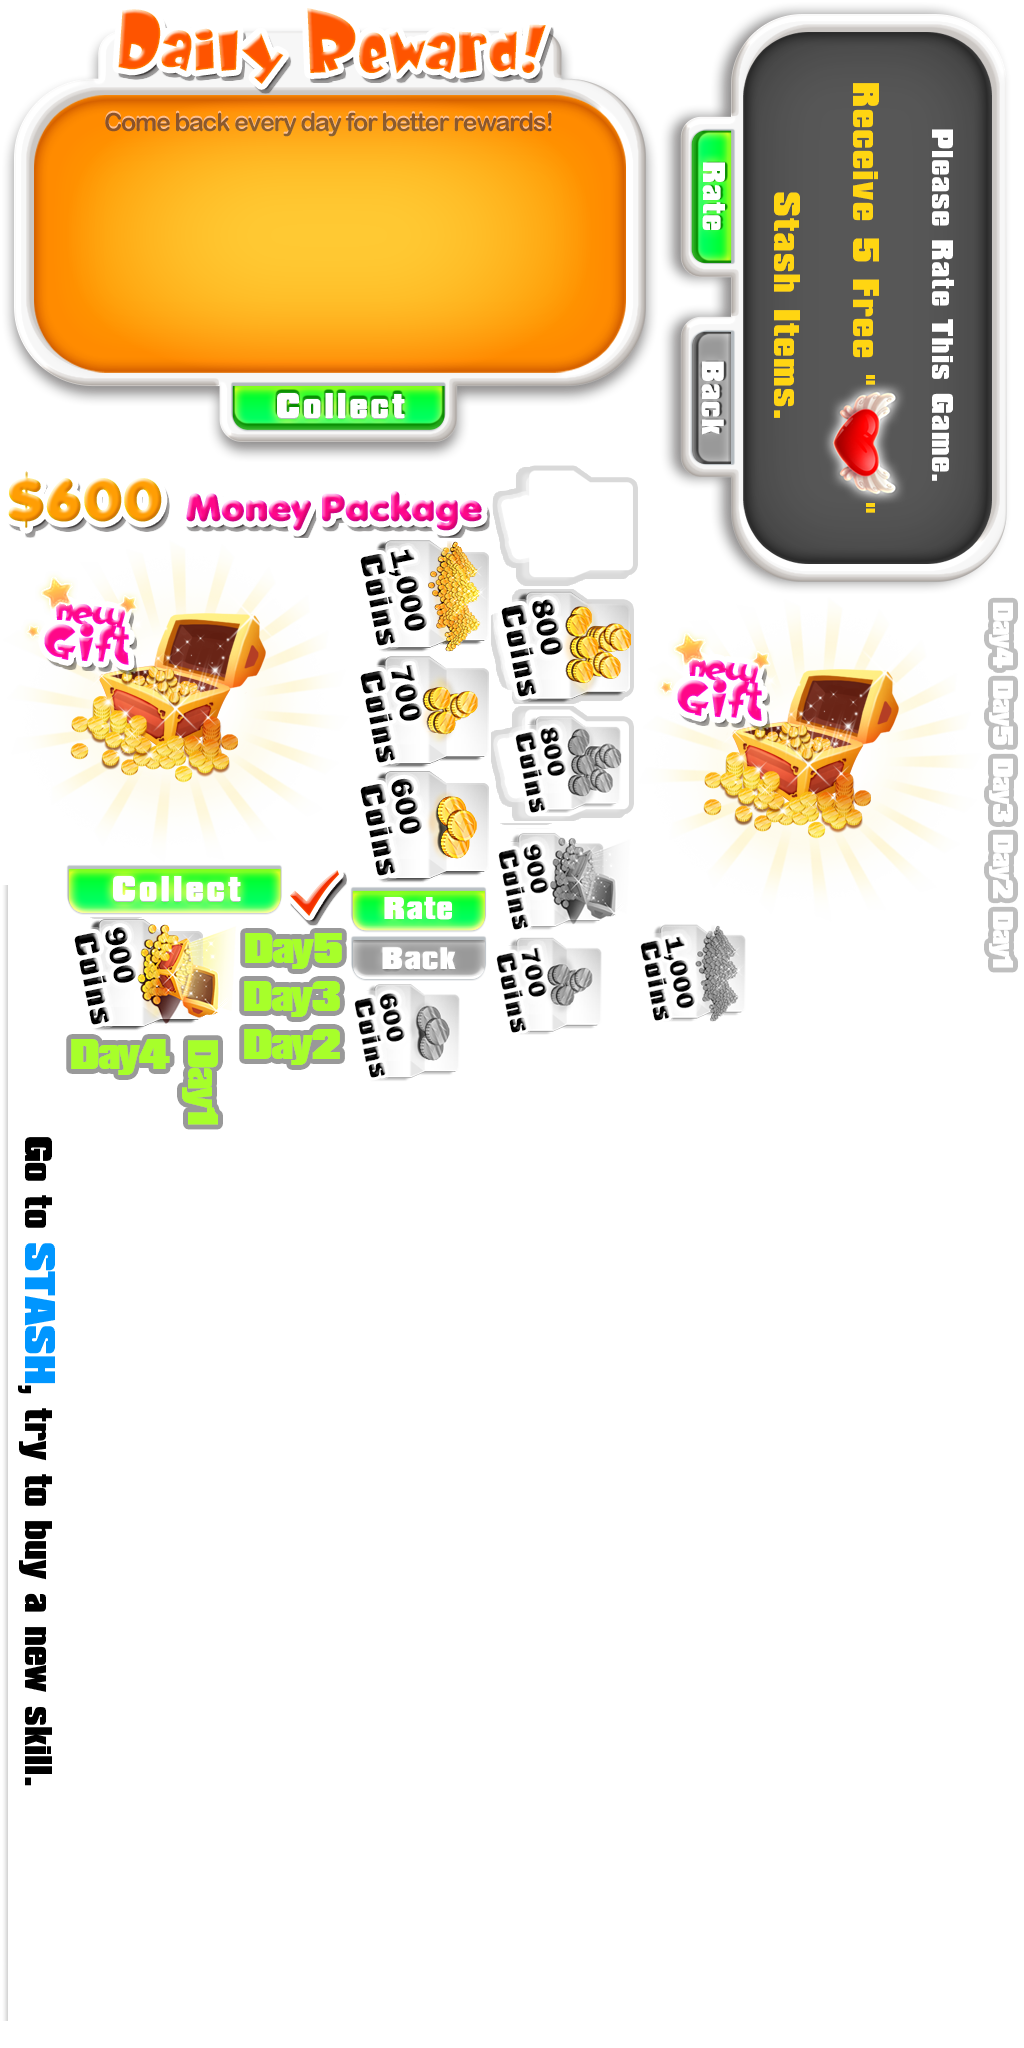 Daily Reward!
Come back every day for better rewards!
Collect
Please Rate This Game.
Receive 5 Free " "
Stash Items.
Rate
Back
$600 Money Package
new
Gift
1,000
Coins
700
Coins
600
Coins
800
Coins
800
Coins
900
Coins
700
Coins
600
Coins
1,000
Coins
new
Gift
Day4 Day5 Day3 Day2 Day1
Collect
Rate
Back
900
Coins
Day5
Day3
Day2
Day4
Day1
Go to STASH, try to buy a new skill.